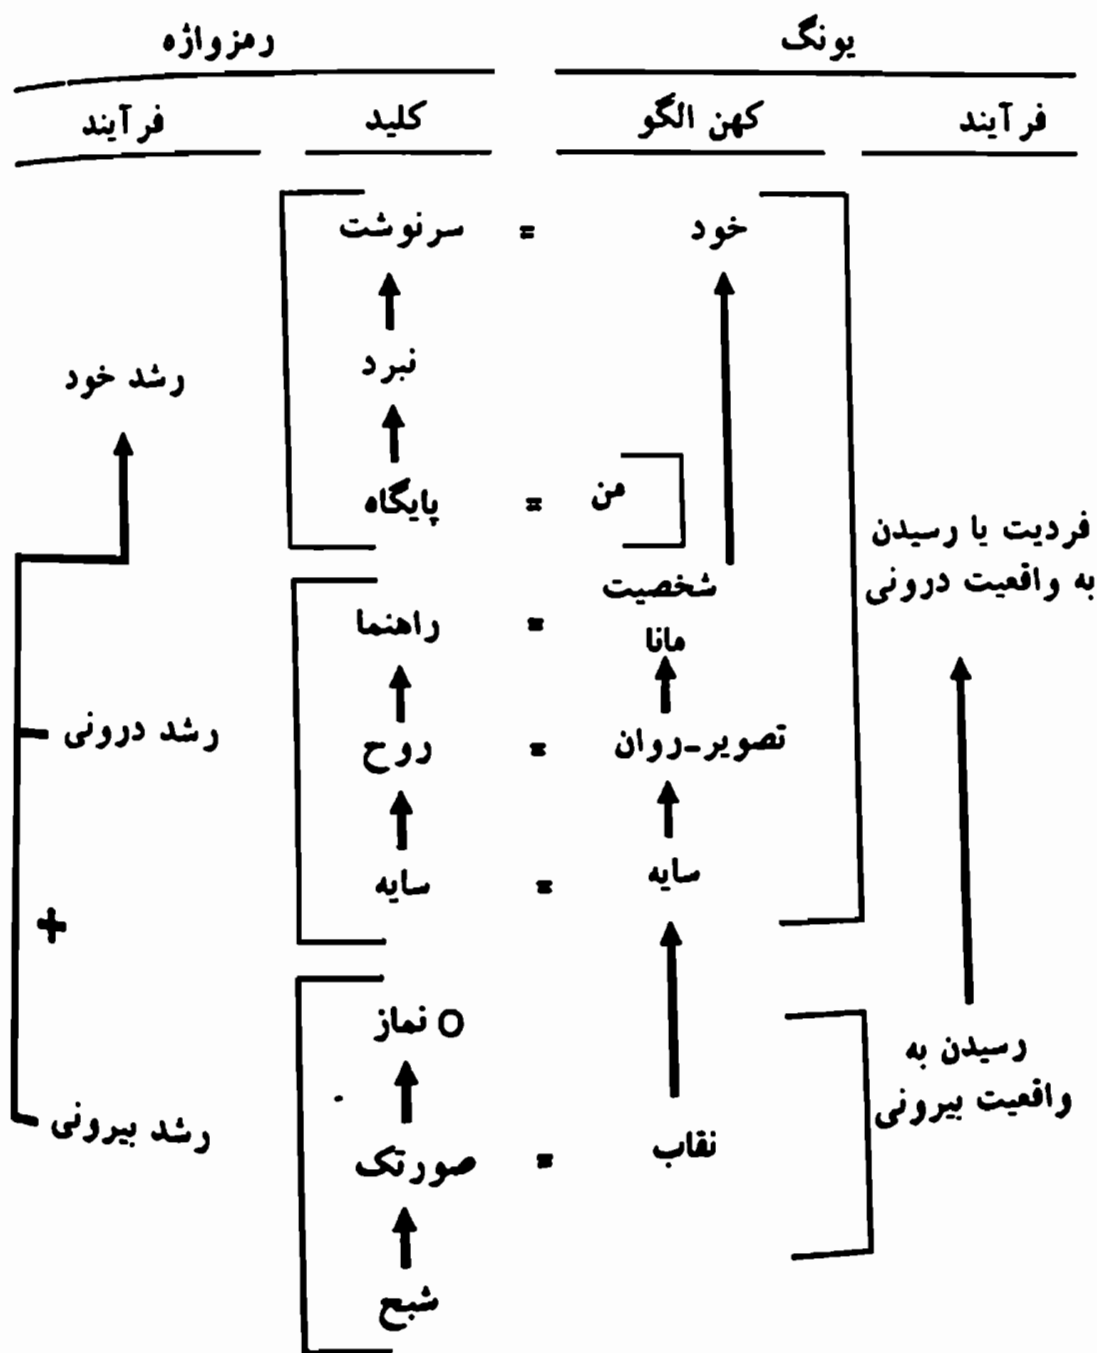 یونگ
رمزواژه
فرآیند
کهن الگو
کلید
فرآیند
خود
=
سرنوشت
نبرد
رشد خود
من
=
پایگاه
فردیت یا رسیدن
به واقعیت درونی
شخصیت
مانا
=
راهنما
تصویر-روان
=
روح
رشد درونی
سایه
=
سایه
+
رسیدن به
واقعیت بیرونی
O نماز
نقاب
=
صورتک
رشد بیرونی
شبح